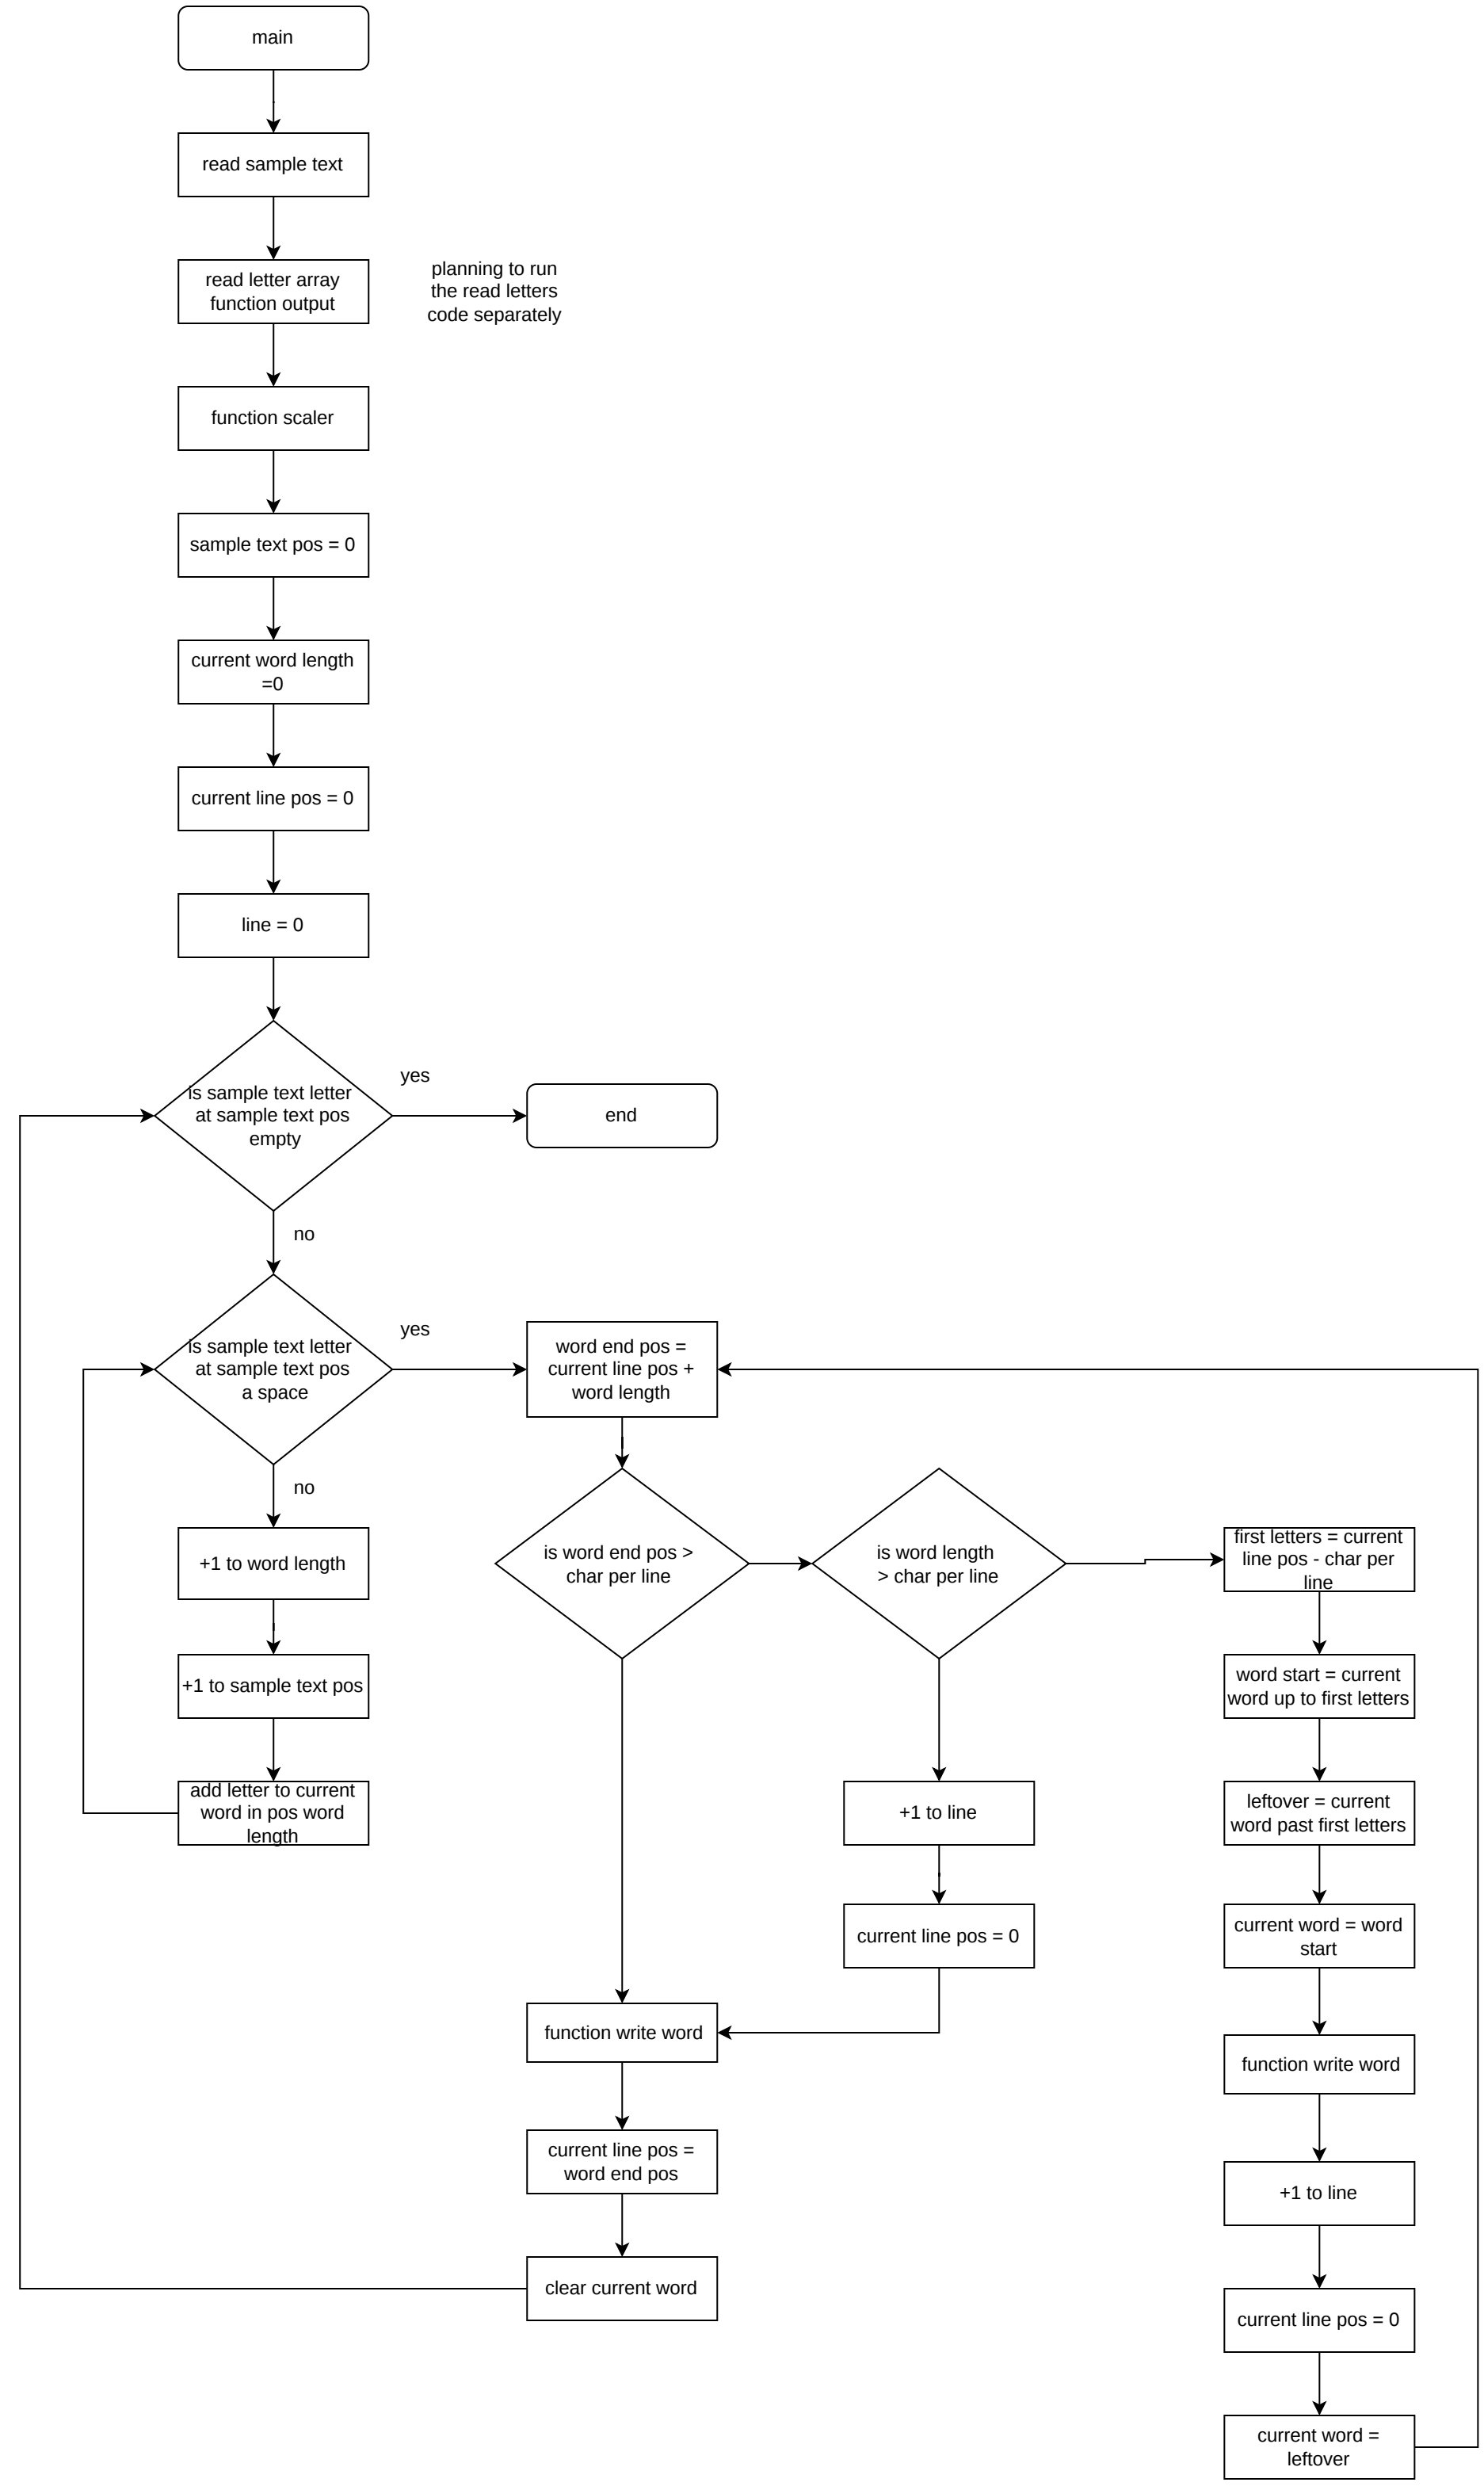 main
read sample text
read letter array
function output
planning to run
the read letters
code separately
function scaler
sample text pos = 0
current word length
=0
current line pos = 0
line = 0
is sample text letter
at sample text pos
empty
yes
end
no
is sample text letter
at sample text pos
a space
yes
word end pos =
current line pos +
word length
no
+1 to word length
+1 to sample text pos
add letter to current
word in pos word
length
is word end pos >
char per line
is word length
> char per line
first letters = current
line pos - char per
line
word start = current
word up to first letters
leftover = current
word past first letters
current word = word
start
function write word
+1 to line
current line pos = 0
current word =
leftover
+1 to line
current line pos = 0
function write word
current line pos =
word end pos
clear current word